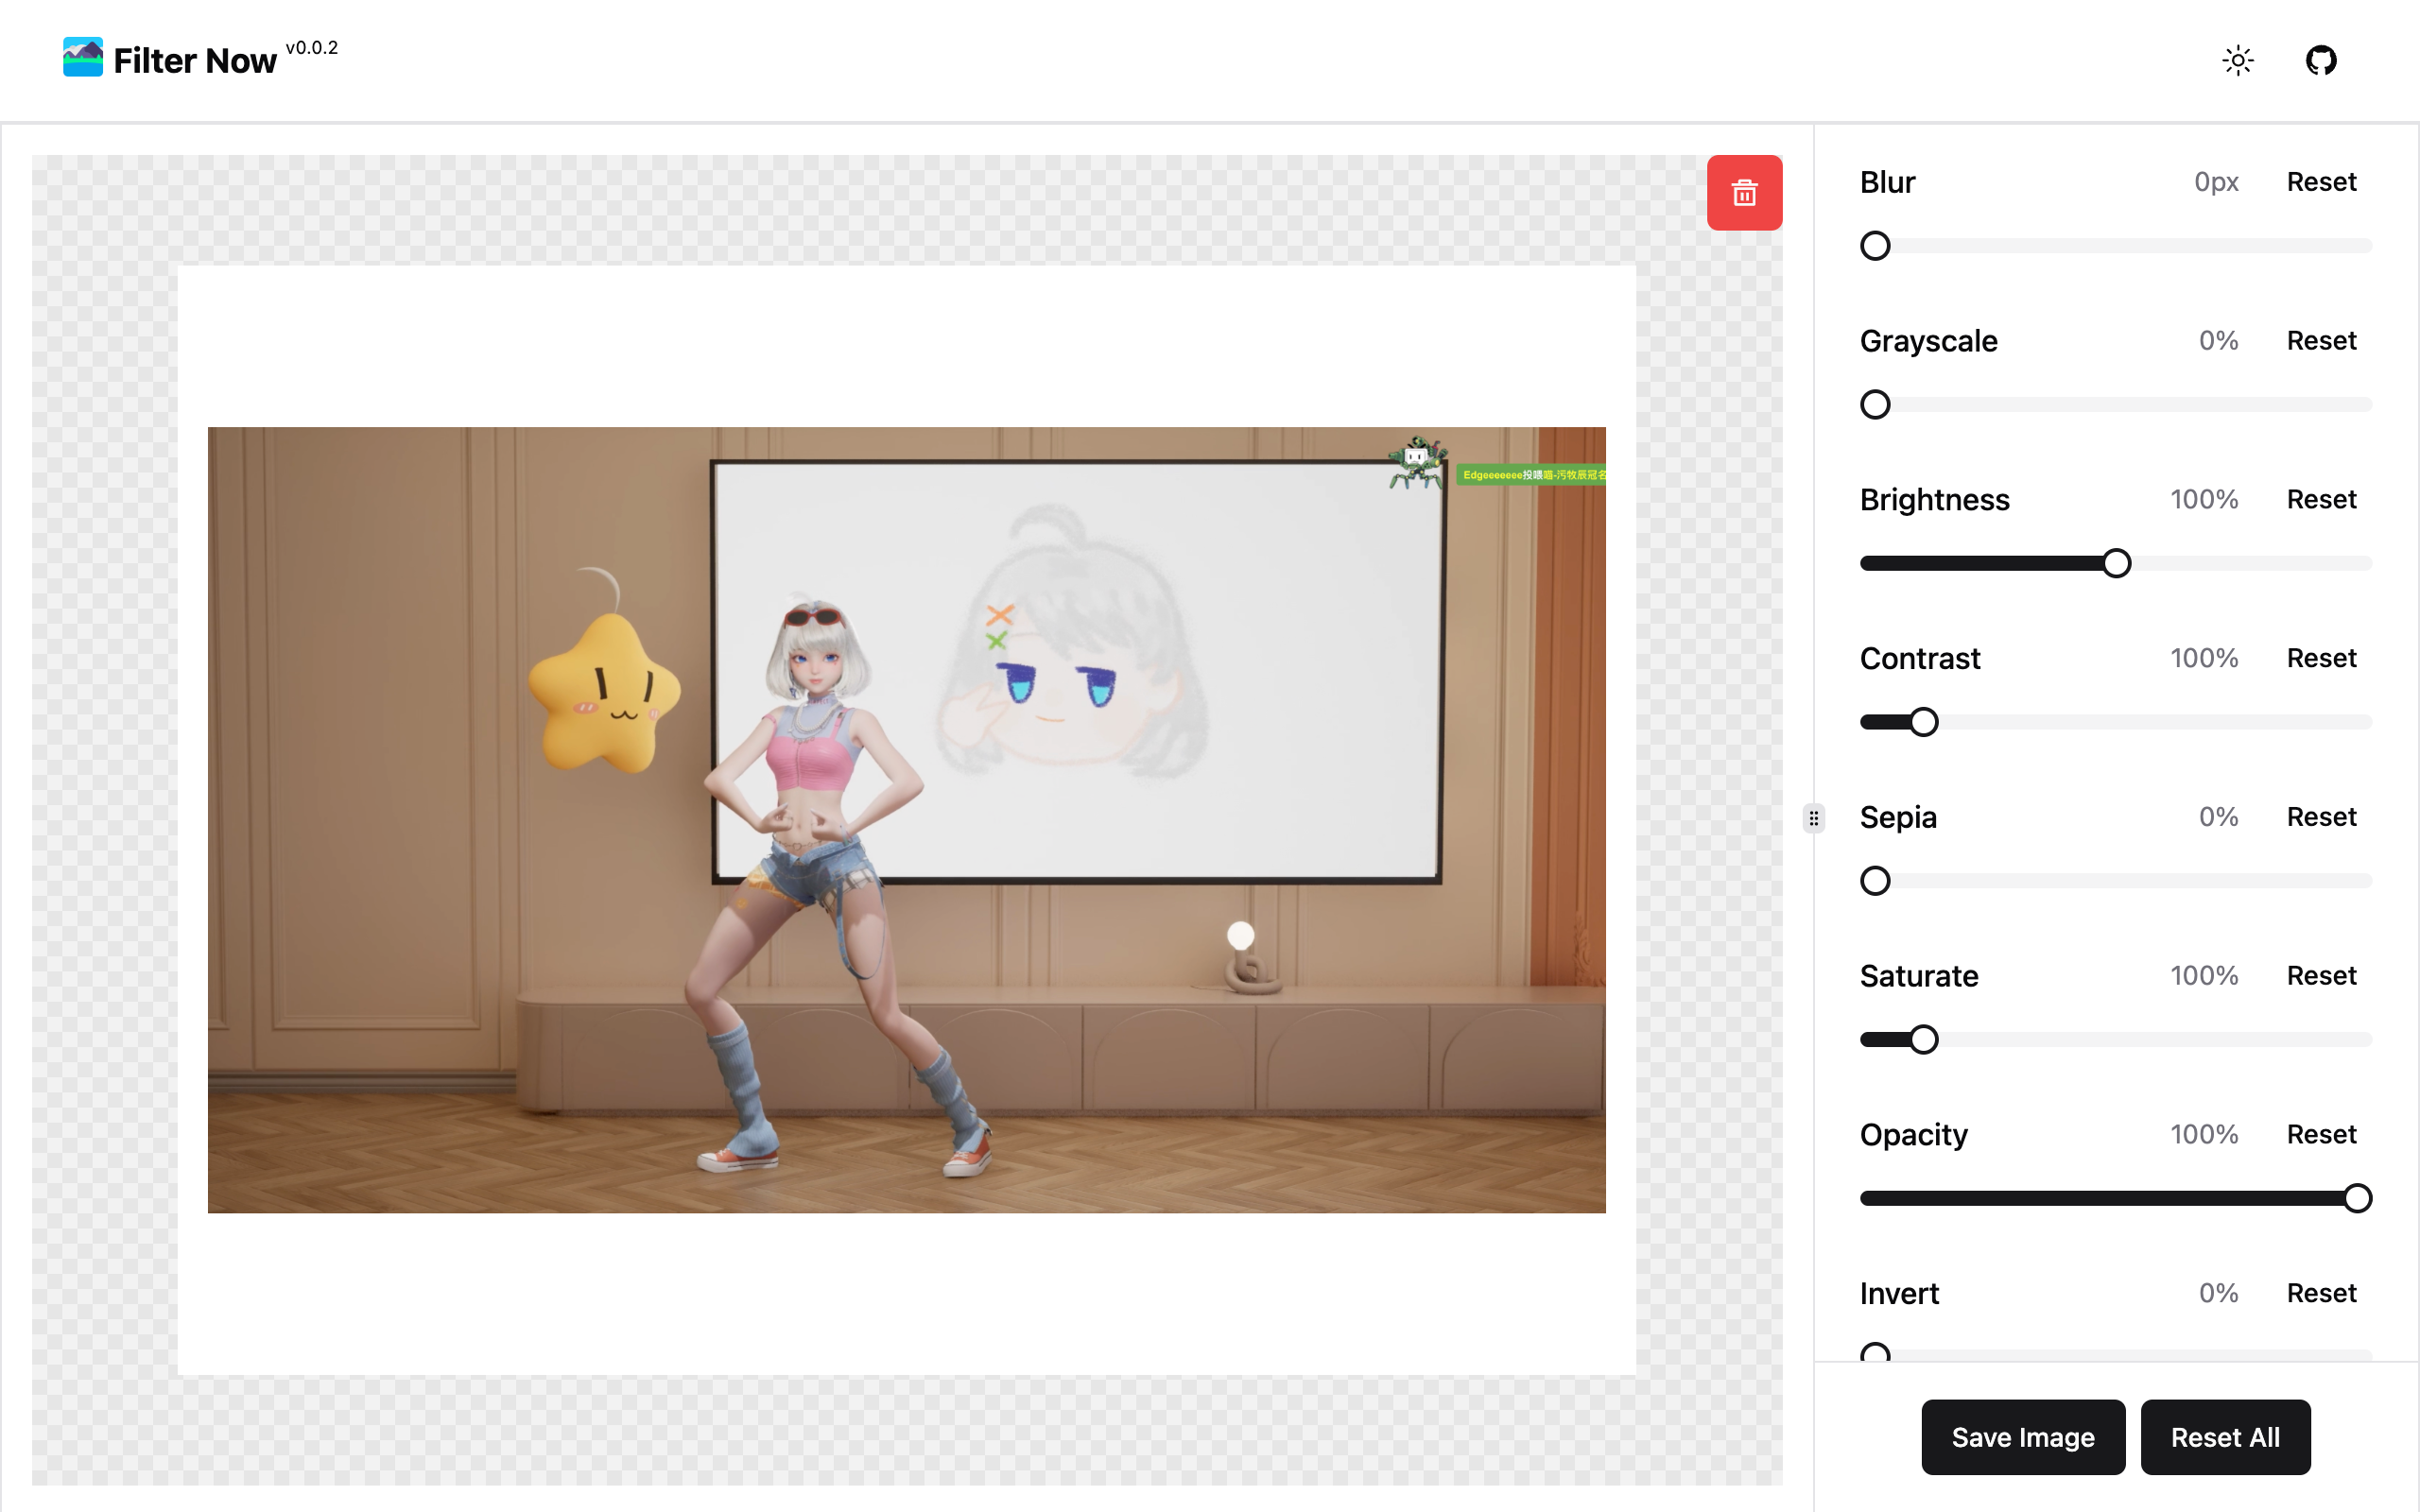 Filter Now v0.0.2
Edgeeeeeee投喂喵-污牧辰冠名
Blur 0px Reset
Grayscale 0% Reset
Brightness 100% Reset
Contrast 100% Reset
Sepia 0% Reset
Saturate 100% Reset
Opacity 100% Reset
Invert 0% Reset
Save Image Reset All